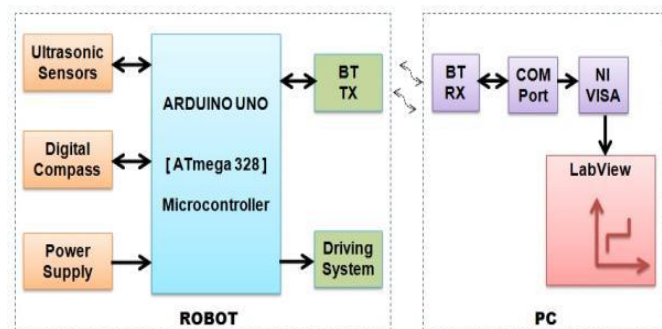 Ultrasonic
Sensors
Digital
Compass
Power
Supply
ARDUINO UNO
[ ATmega 328 ]
Microcontroller
BT
TX
Driving
System
ROBOT
BT
RX
COM
Port
NI
VISA
LabView
PC